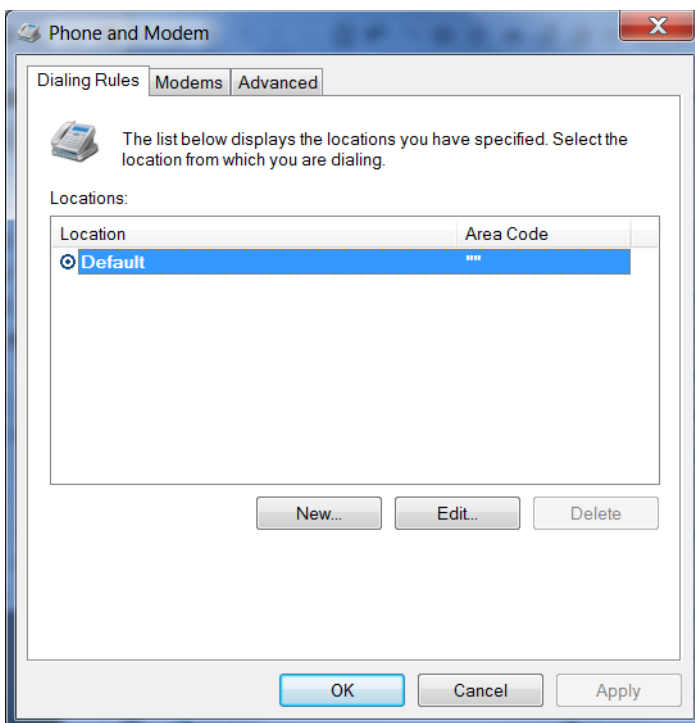 Phone and Modem
Dialing Rules Modems Advanced
The list below displays the locations you have specified. Select the
location from which you are dialing.
Locations:
Location Area Code
Default ""
New... Edit... Delete
OK Cancel Apply